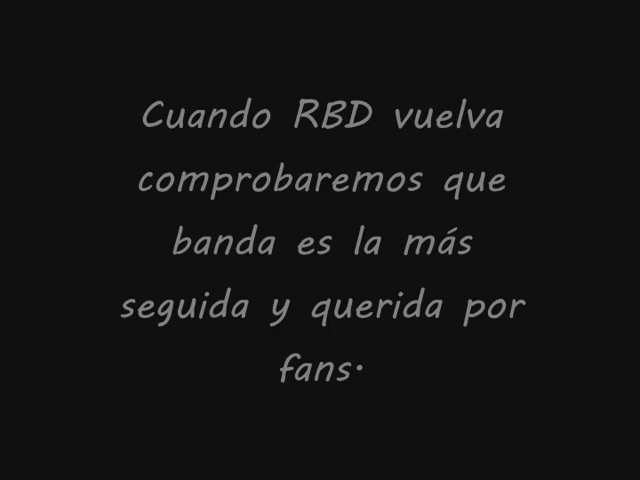 Cuando RBD vuelva
comprobaremos que
banda es la más
seguida y querida por
fans.